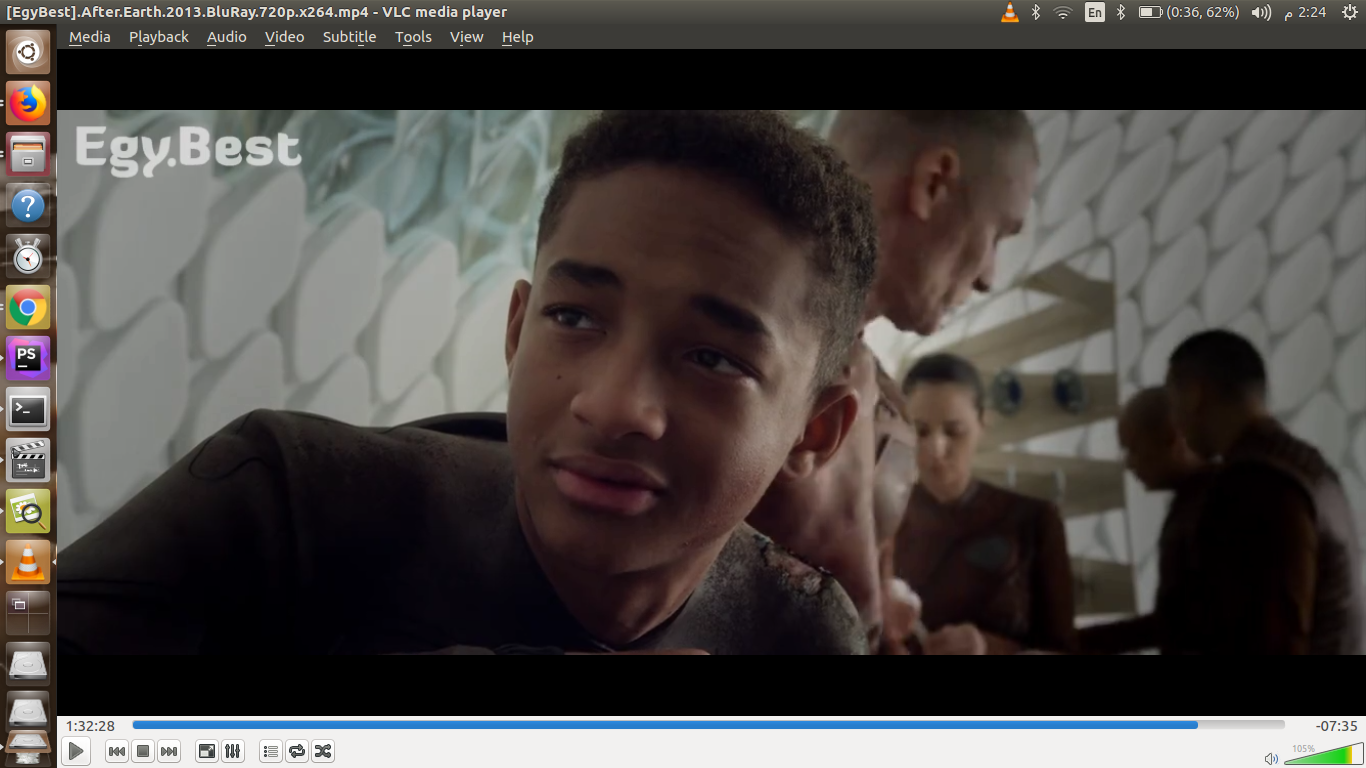 [EgyBest].After.Earth.2013.BluRay.720p.x264.mp4 - VLC media player
En
(0:36, 62%)
2:24 م
Media Playback Audio Video Subtitle Tools View Help
Egy.Best
PS
>_
1:32:28
-07:35
105%